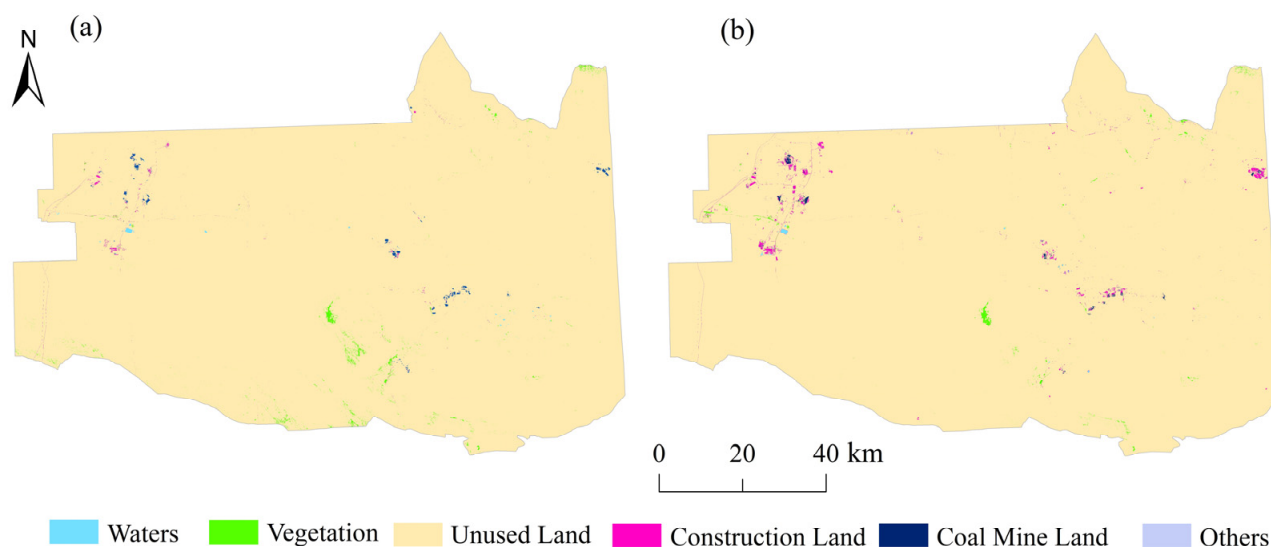 (a)
(b)
N
0 20 40 km
Waters Vegetation Unused Land Construction Land Coal Mine Land Others